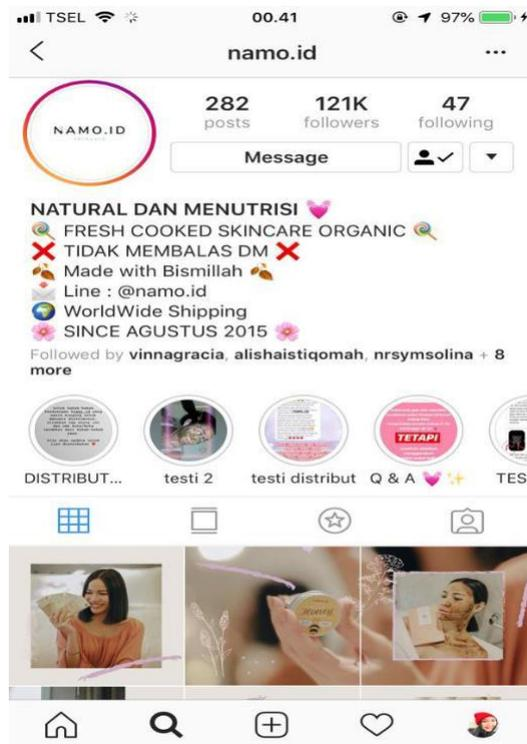 TSEL 00.41 97%
namo.id
NAMO.ID
282 121K 47
posts followers following
Message
NATURAL DAN MENUTRISI 💓
🍭 FRESH COOKED SKINCARE ORGANIC 🍭
❌ TIDAK MEMBALAS DM ❌
🍂 Made with Bismillah 🍂
📩 Line : @namo.id
🌍 WorldWide Shipping
🌸 SINCE AGUSTUS 2015 🌸
Followed by vinnagracia, alishaistiqomah, nrsymsolina + 8
more
TETAPI
DISTRIBUT... testi 2 testi distribut Q & A 💓✨ TES